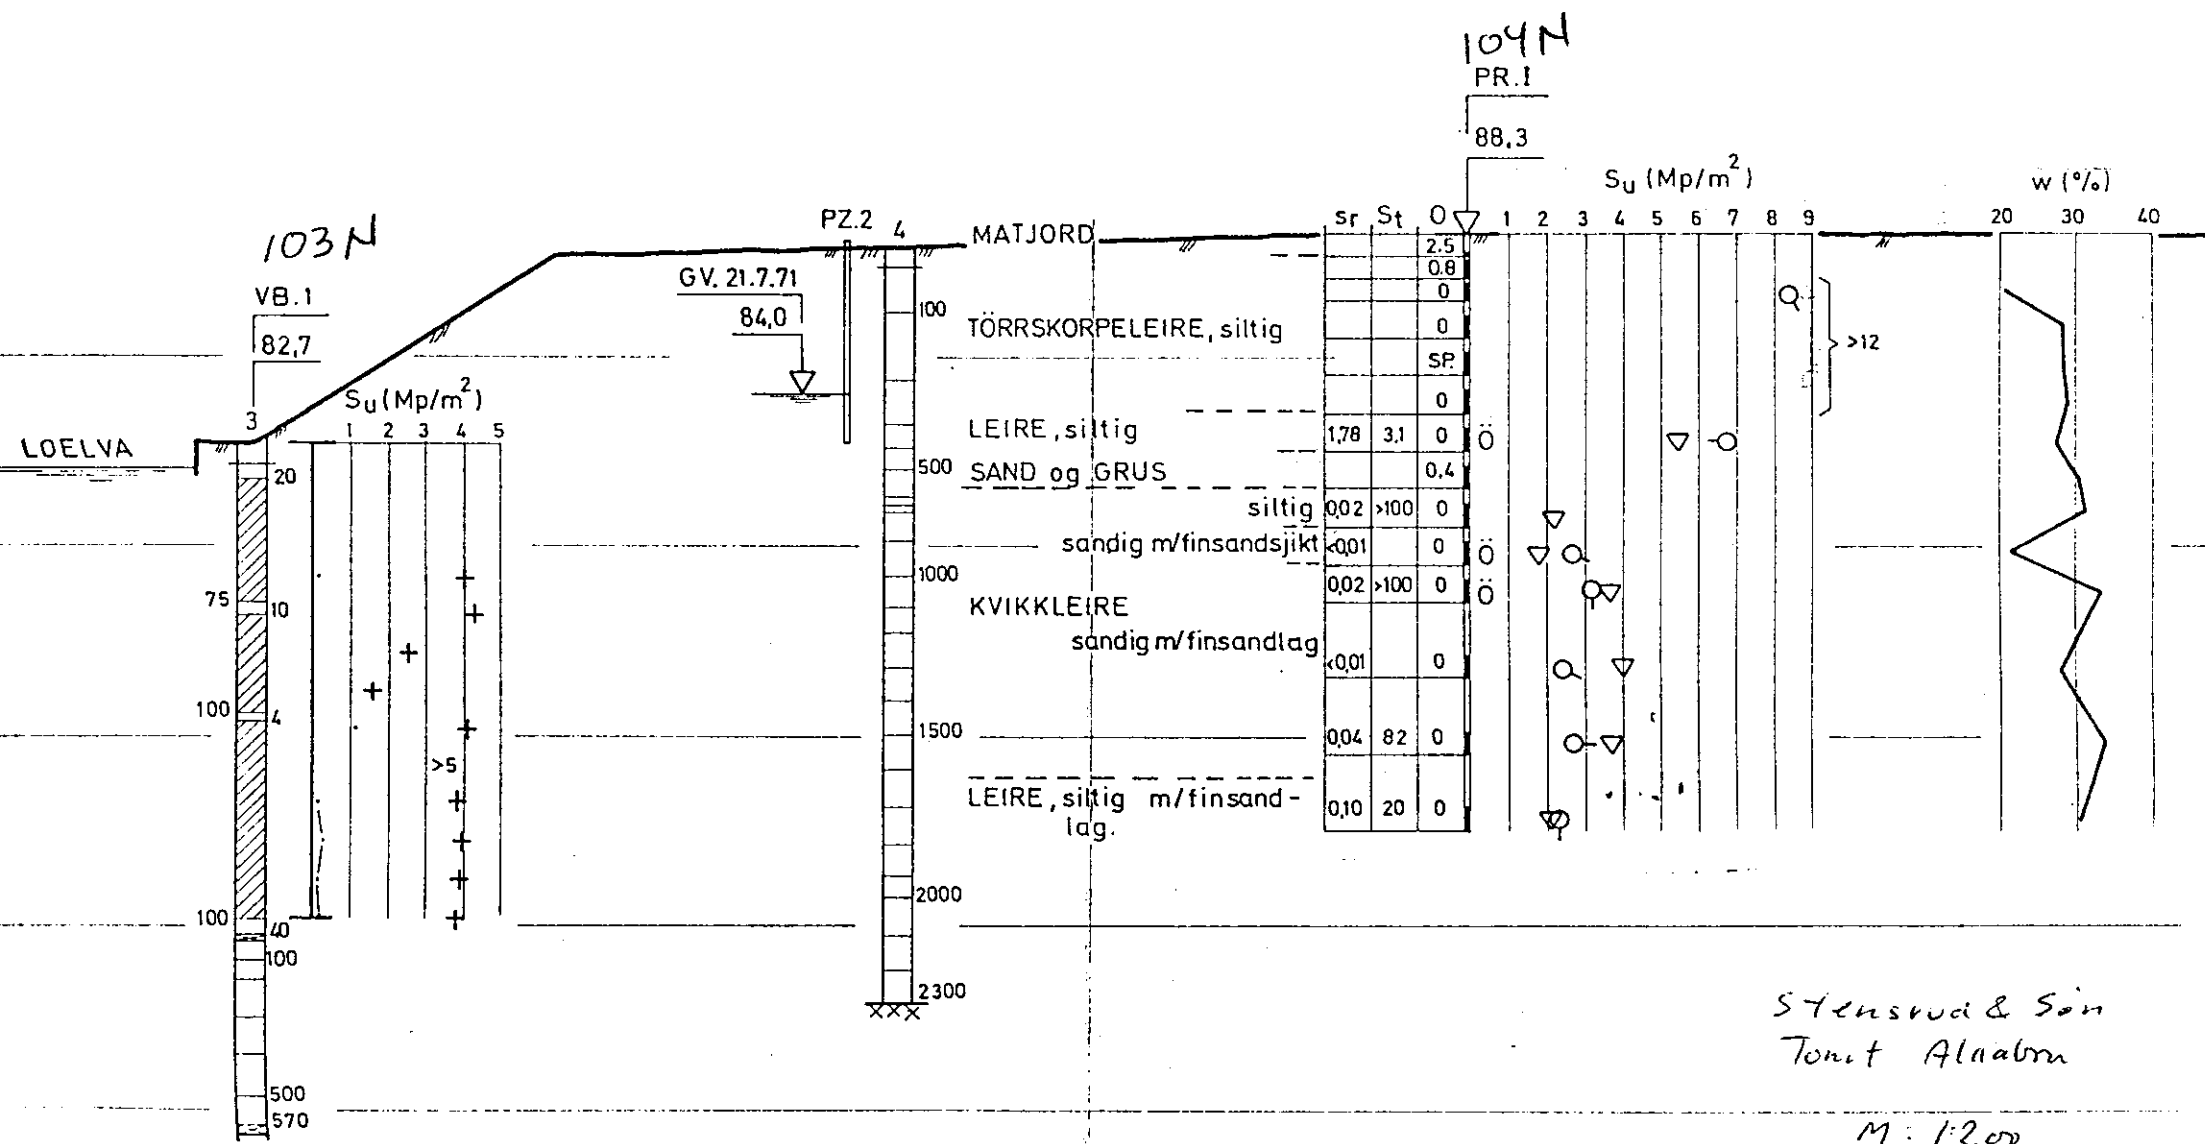 104 N
PR.I
88,3
Su (Mp/m²)
w (%)
sr St O 1 2 3 4 5 6 7 8 9
20 30 40
103 N
PZ.2 4
MATJORD
2.5
0.8
0
GV. 21.7.71
84,0
VB.1
82,7
100
TÖRRSKORPELEIRE, siltig
0
>12
SP.
0
3
Su (Mp/m²)
1 2 3 4 5
LOELVA
LEIRE, siltig
1,78 3,1 0 Ö
20
500
SAND og GRUS
0,4
siltig 0,02 >100 0
sandig m/finsandsjikt <0,01 0 Ö
1000
0,02 >100 0 Ö
75 10
KVIKKLEIRE
sandig m/finsandlag
<0,01 0
100 4
1500
0,04 82 0
>5
LEIRE, siltig m/finsand-
lag.
0,10 20 0
2000
100 40
100
2300
500
570
Stensrud & Søn
Tomt Alnabru
M: 1:200